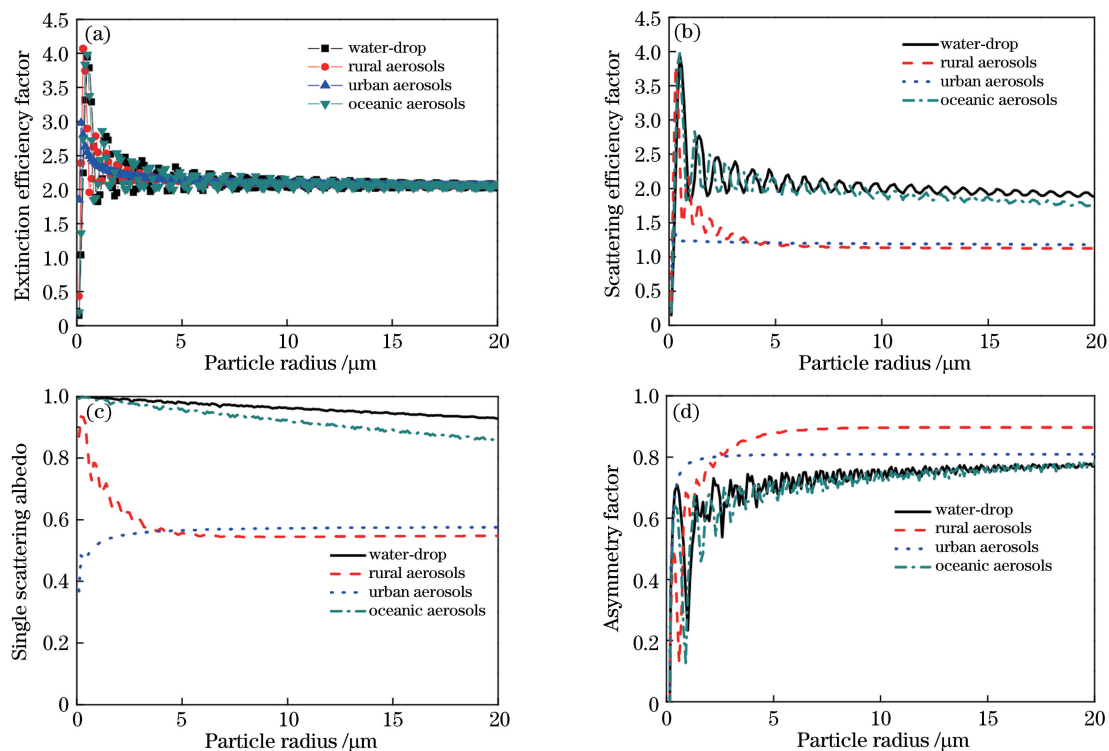 (a)
Extinction efficiency factor
4.5
4.0
3.5
3.0
2.5
2.0
1.5
1.0
0.5
0
water-drop
rural aerosols
urban aerosols
oceanic aerosols
0 5 10 15 20
Particle radius /μm
(b)
Scattering efficiency factor
4.5
4.0
3.5
3.0
2.5
2.0
1.5
1.0
0.5
0
water-drop
rural aerosols
urban aerosols
oceanic aerosols
0 5 10 15 20
Particle radius /μm
(c)
Single scattering albedo
1.0
0.8
0.6
0.4
0.2
0
water-drop
rural aerosols
urban aerosols
oceanic aerosols
0 5 10 15 20
Particle radius /μm
(d)
Asymmetry factor
1.0
0.8
0.6
0.4
0.2
0
water-drop
rural aerosols
urban aerosols
oceanic aerosols
0 5 10 15 20
Particle radius /μm